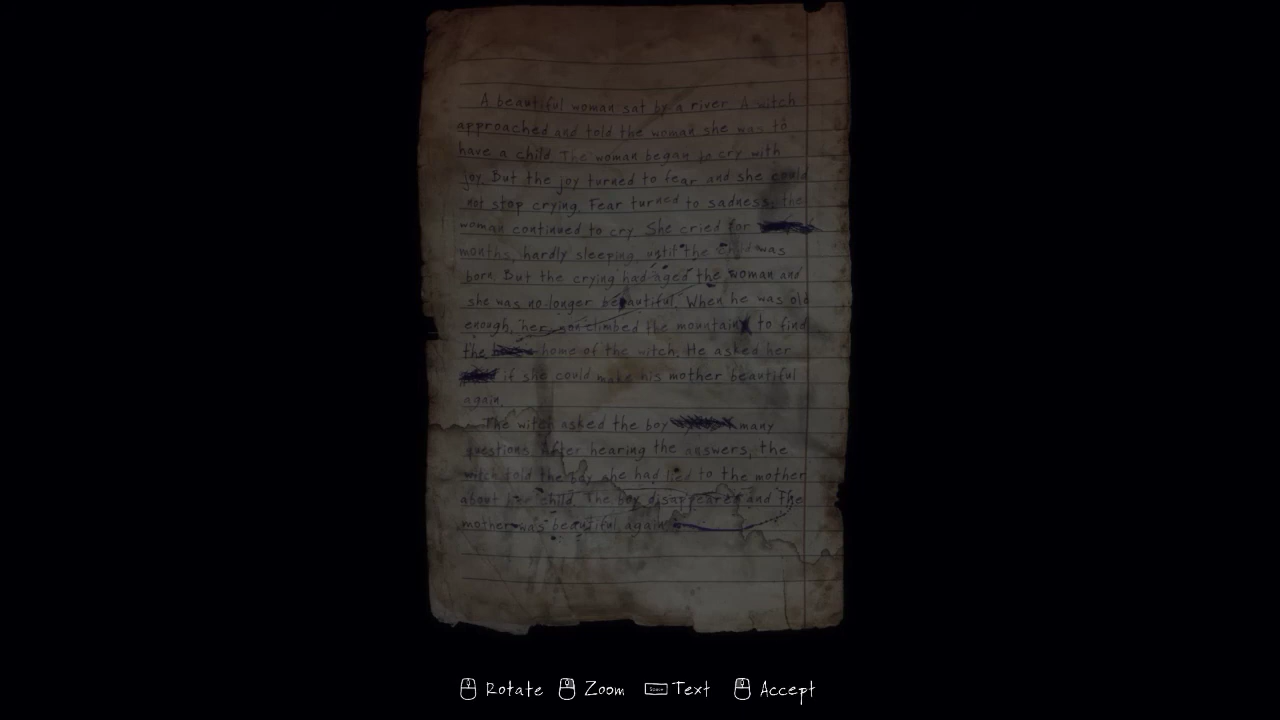 A beautiful woman sat by a river. A witch
approached and told the woman she was to
have a child. The woman began to cry with
joy. But the joy turned to fear and she could
not stop crying. Fear turned to sadness, the
woman continued to cry. She cried for
months, hardly sleeping, until the child was
born. But the crying had aged the woman and
she was no longer beautiful. When he was old
enough, her son climbed the mountain to find
the home of the witch. He asked her
if she could make his mother beautiful
again.
The witch asked the boy many
questions. After hearing the answers, the
witch told the boy she had lied to the mother
about her child. The boy disappeared and the
mother was beautiful again.
Rotate Zoom Text Accept